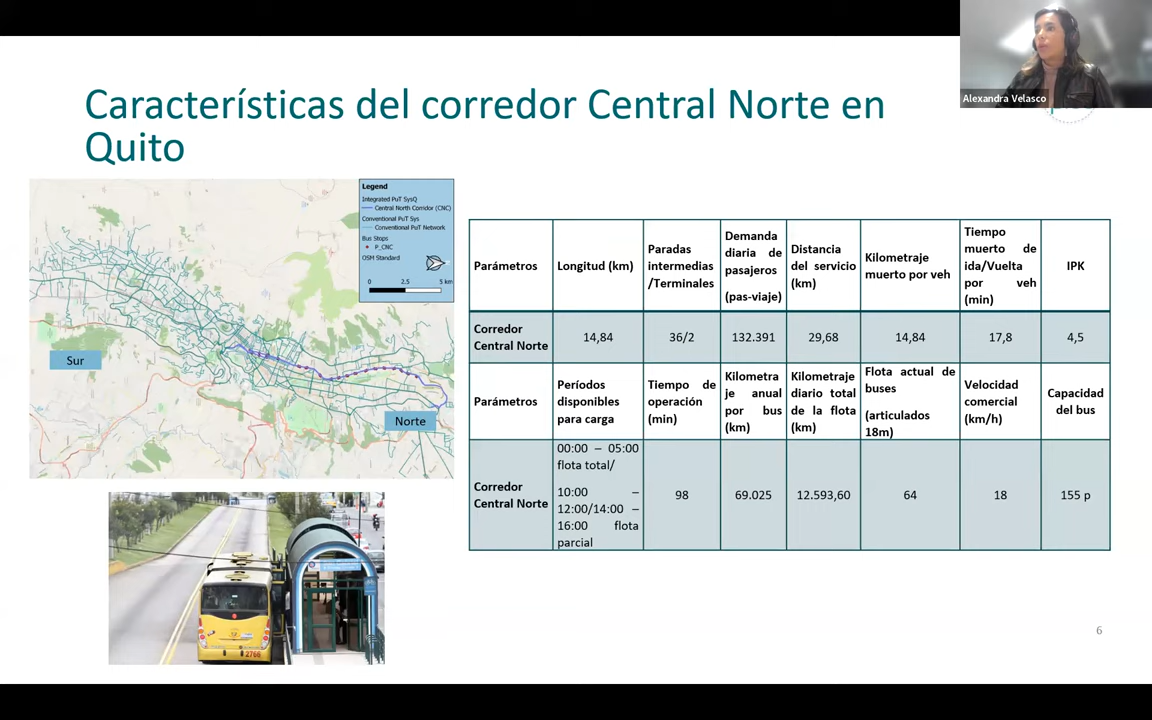 Alexandra Velasco
Características del corredor Central Norte en
Quito
Legend
Integrated PuT SysQ
Central North Corridor (CNC)
Conventional PuT Sys
Conventional PuT Network
Bus Stops
P_CNC
OSM Standard
0 2.5 5 km
Sur
Norte
Parámetros
Longitud (km)
Paradas
intermedias
/Terminales
Demanda
diaria de
pasajeros
(pas-viaje)
Distancia
del servicio
(km)
Kilometraje
muerto por veh
Tiempo
muerto de
ida/Vuelta
por veh
(min)
IPK
Corredor
Central Norte
14,84
36/2
132.391
29,68
14,84
17,8
4,5
Parámetros
Períodos
disponibles
para carga
Tiempo de
operación
(min)
Kilometra
je anual
por bus
(km)
Kilometraje
diario total
de la flota
(km)
Flota actual de
buses
(articulados
18m)
Velocidad
comercial
(km/h)
Capacidad
del bus
Corredor
Central Norte
00:00 – 05:00
flota total/
10:00 –
12:00/14:00 –
16:00 flota
parcial
98
69.025
12.593,60
64
18
155 p
2766
6